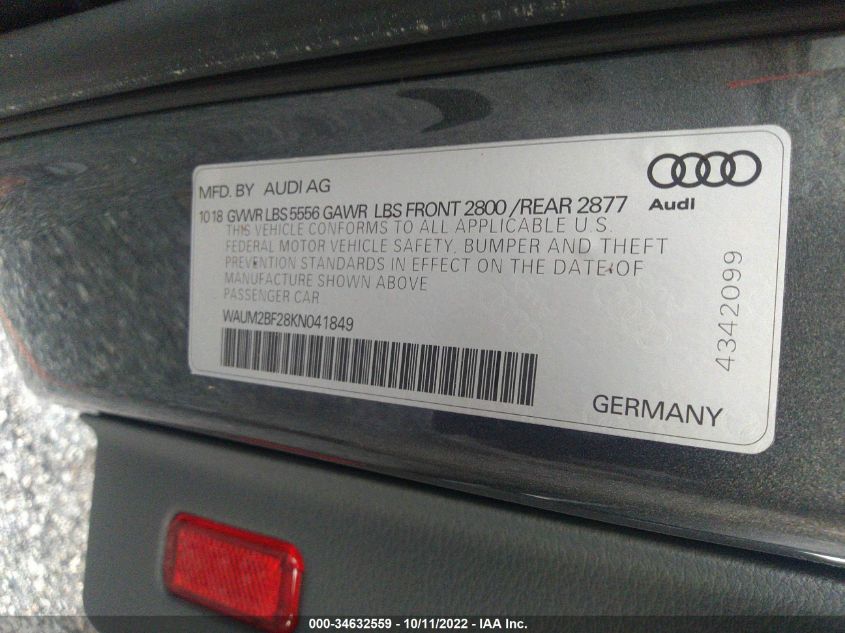 MFD. BY AUDI AG
Audi
1018 GVWR LBS 5556 GAWR LBS FRONT 2800 / REAR 2877
THIS VEHICLE CONFORMS TO ALL APPLICABLE U.S.
FEDERAL MOTOR VEHICLE SAFETY, BUMPER AND THEFT
PREVENTION STANDARDS IN EFFECT ON THE DATE OF
MANUFACTURE SHOWN ABOVE
PASSENGER CAR
WAUM2BF28KN041849
4342099
GERMANY
000-34632559 - 10/11/2022 - IAA Inc.